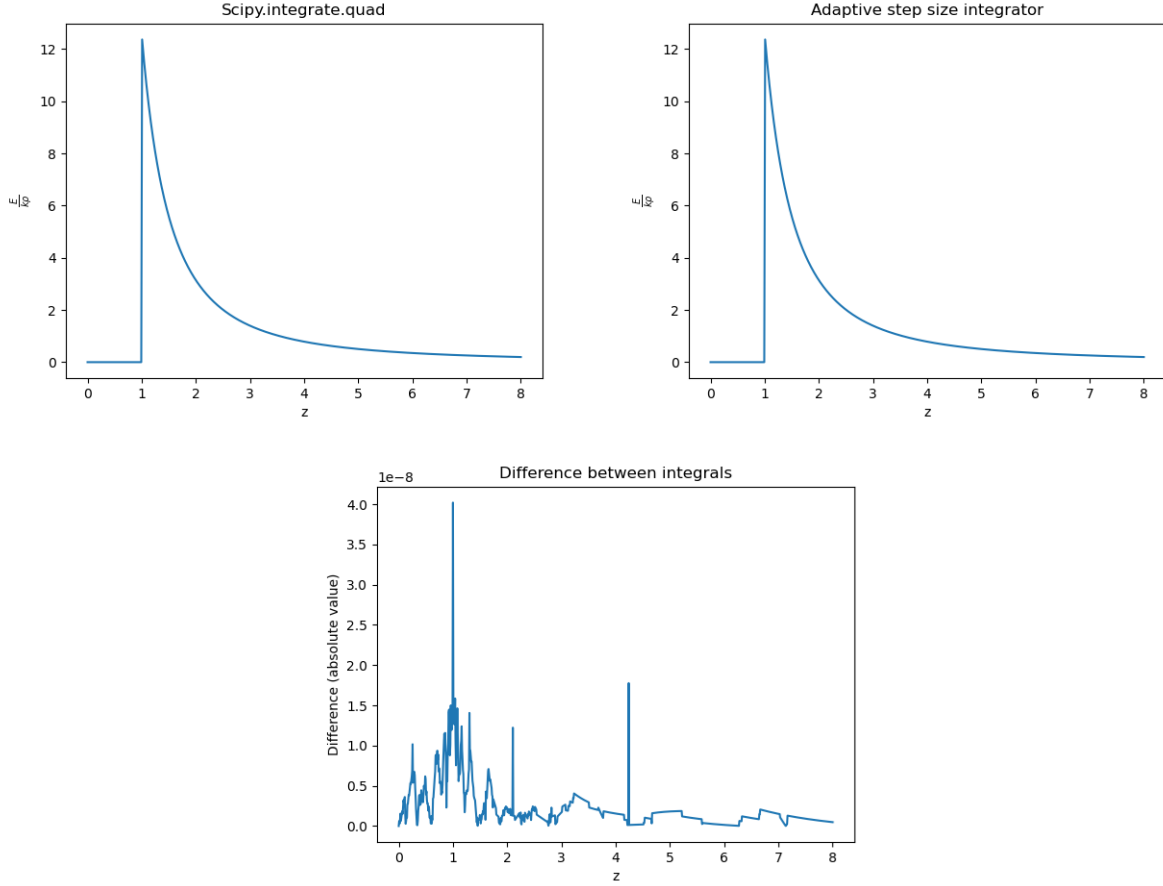 Scipy.integrate.quad
12
10
8
6
4
2
0
E/kρ
0 1 2 3 4 5 6 7 8
z
Adaptive step size integrator
12
10
8
6
4
2
0
E/kρ
0 1 2 3 4 5 6 7 8
z
Difference between integrals
1e−8
4.0
3.5
3.0
2.5
2.0
1.5
1.0
0.5
0.0
Difference (absolute value)
0 1 2 3 4 5 6 7 8
z